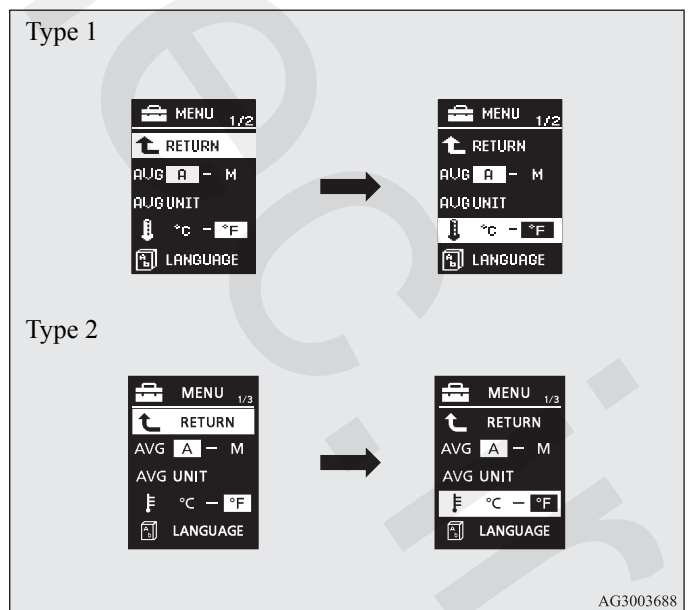 Type 1
MENU 1/2
RETURN
AVG A - M
AVG UNIT
°C - °F
LANGUAGE
MENU 1/2
RETURN
AVG A - M
AVG UNIT
°C - °F
LANGUAGE
Type 2
MENU 1/3
RETURN
AVG A - M
AVG UNIT
°C - °F
LANGUAGE
MENU 1/3
RETURN
AVG A - M
AVG UNIT
°C - °F
LANGUAGE
AG3003688